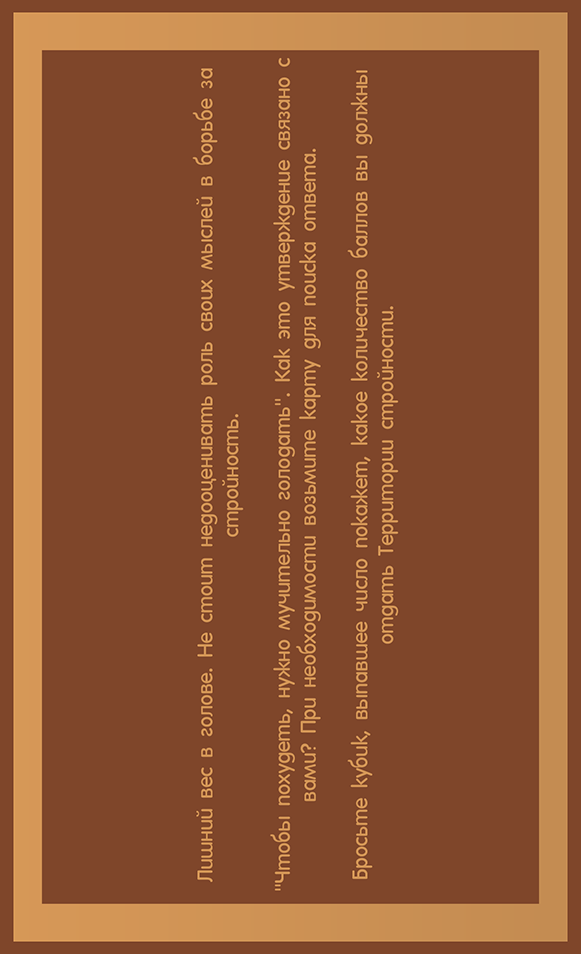 Лишний вес в голове. Не стоит недооценивать роль своих мыслей в борьбе за
стройность.
"Чтобы похудеть, нужно мучительно голодать". Как это утверждение связано с
вами? При необходимости возьмите карту для поиска ответа.
Бросьте кубик, выпавшее число покажет, какое количество баллов вы должны
отдать Территории стройности.